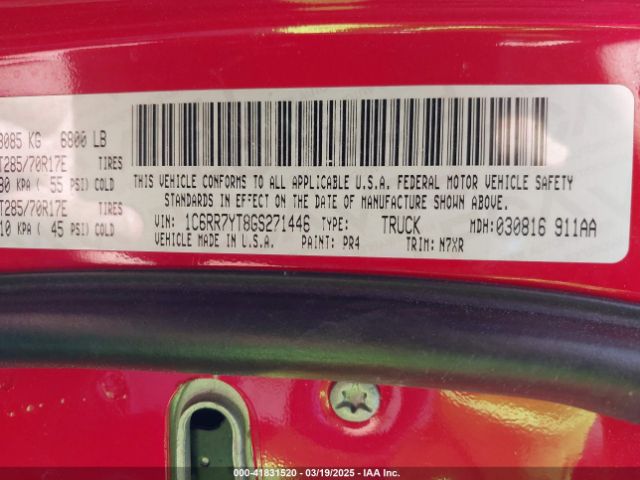 3085 KG 6800 LB
T285/70R17E TIRES
80 KPA ( 55 PSI) COLD
T285/70R17E TIRES
10 KPA ( 45 PSI) COLD
THIS VEHICLE CONFORMS TO ALL APPLICABLE U.S.A. FEDERAL MOTOR VEHICLE SAFETY
STANDARDS IN EFFECT ON THE DATE OF MANUFACTURE SHOWN ABOVE.
VIN: 1C6RR7YT8GS271446 TYPE: TRUCK MDH: 030816 911AA
VEHICLE MADE IN U.S.A. PAINT: PR4 TRIM: N7XR
000-41831520 | 03/19/2025 | IAA Inc.